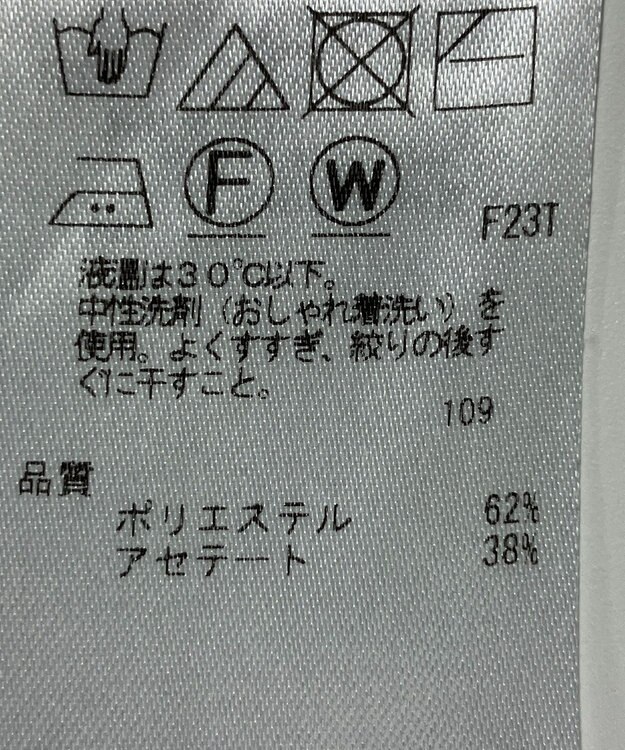 F
W
F23T
液温は30℃以下。
中性洗剤（おしゃれ着洗い）を
使用。よくすすぎ、絞りの後す
ぐに干すこと。
109
品質
ポリエステル 62%
アセテート 38%